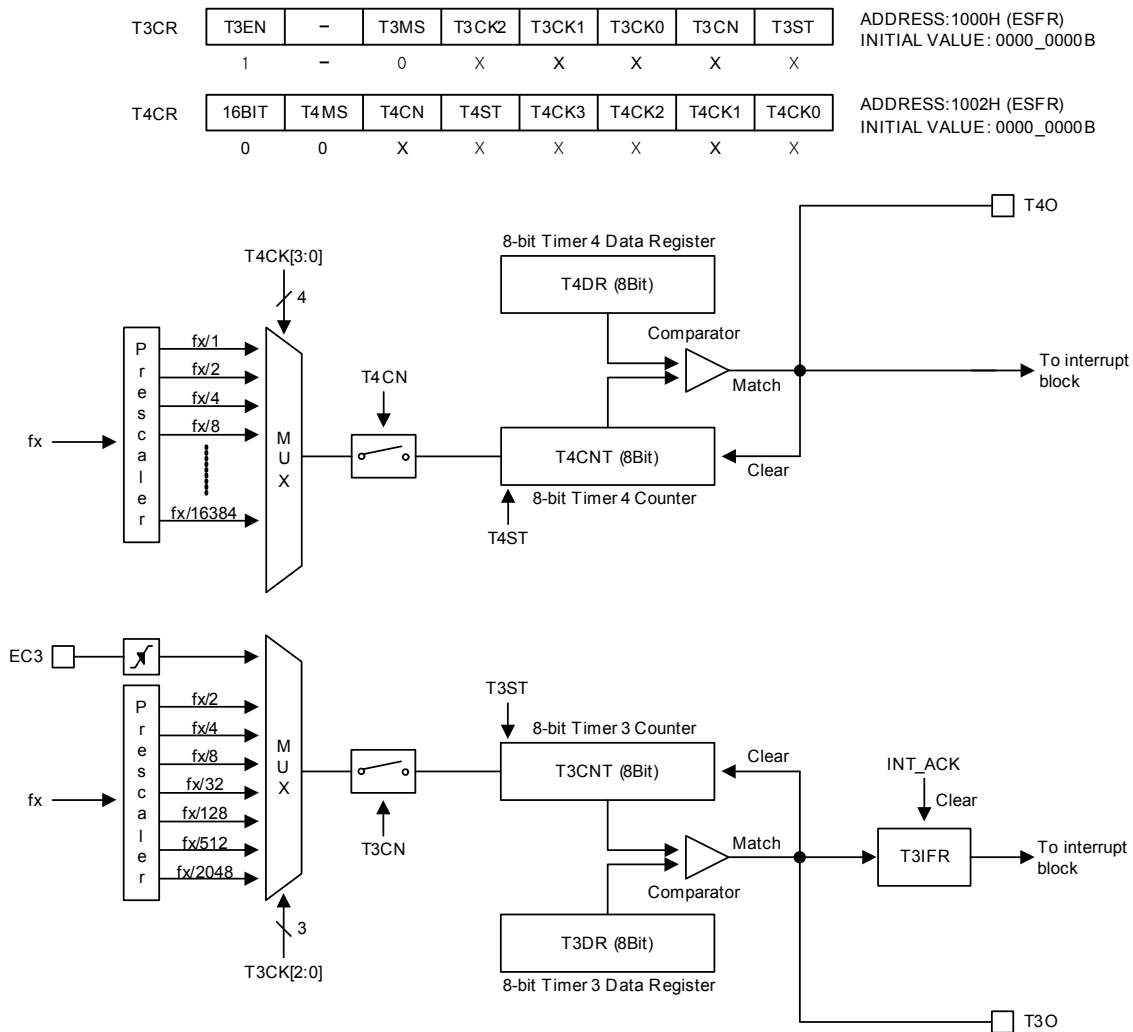 T3CR T3EN – T3MS T3CK2 T3CK1 T3CK0 T3CN T3ST ADDRESS:1000H (ESFR)
INITIAL VALUE: 0000_0000B
1 – 0 X X X X X
T4CR 16BIT T4MS T4CN T4ST T4CK3 T4CK2 T4CK1 T4CK0 ADDRESS:1002H (ESFR)
INITIAL VALUE: 0000_0000B
0 0 X X X X X X
T4O
8-bit Timer 4 Data Register
T4CK[3:0]
T4DR (8Bit)
4
Comparator
Prescaler
fx/1
fx/2
fx/4
fx/8
fx/16384
fx
MUX
T4CN
Match
To interrupt
block
T4CNT (8Bit)
Clear
8-bit Timer 4 Counter
T4ST
EC3
Prescaler
fx/2
fx/4
fx/8
fx/32
fx/128
fx/512
fx/2048
fx
MUX
T3CN
3
T3CK[2:0]
T3ST
8-bit Timer 3 Counter
T3CNT (8Bit)
Clear
INT_ACK
Clear
Match
T3IFR
To interrupt
block
Comparator
T3DR (8Bit)
8-bit Timer 3 Data Register
T3O